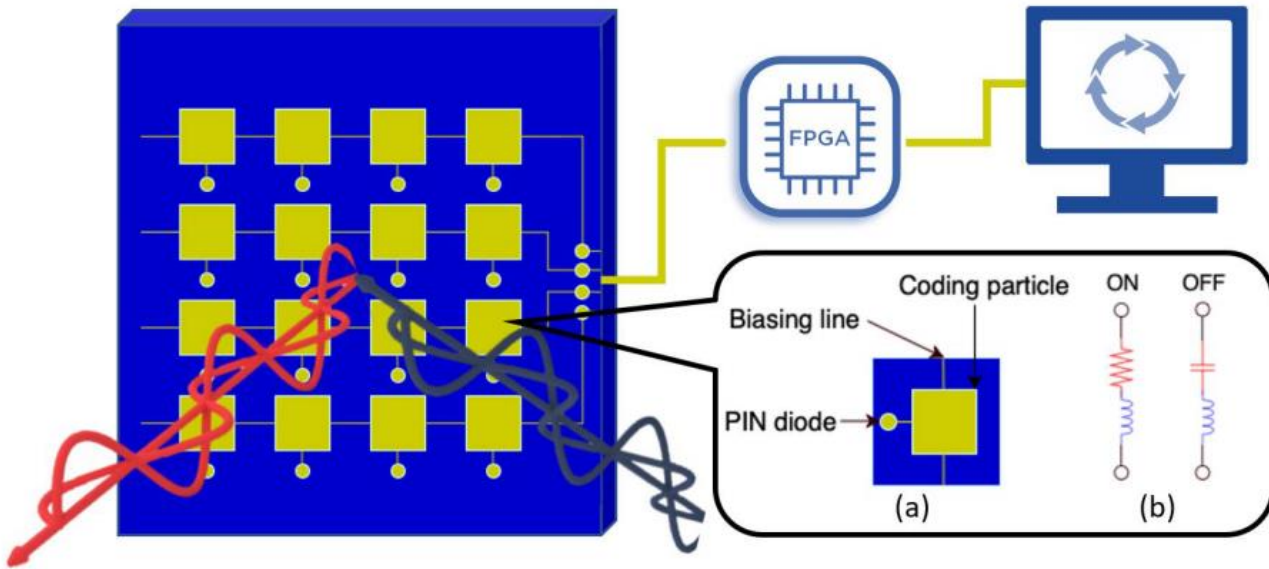 FPGA
Coding particle
ON
OFF
Biasing line
PIN diode
(a)
(b)